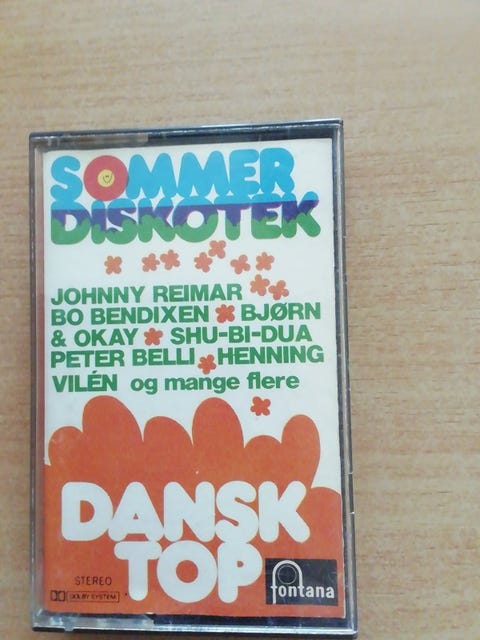 SOMMER
DISKOTEK
JOHNNY REIMAR
BO BENDIXEN BJØRN
& OKAY SHU-BI-DUA
PETER BELLI HENNING
VILÉN og mange flere
DANSK
TOP
STEREO
DOLBY SYSTEM
fontana